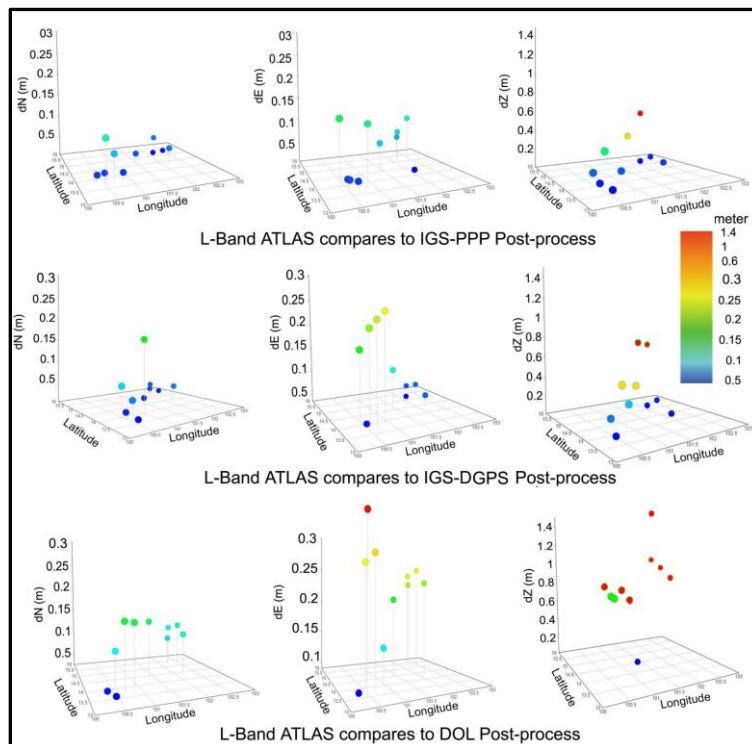 03
0.25
0.2
0.15
0.1
0.5
dN (m)
Latitude
Longitude
03
0.25
0.2
0.15
0.1
0.5
dE (m)
Latitude
Longitude
1.4
1.2
1
0.8
0.6
0.4
0.2
dZ (m)
Latitude
Longitude
L-Band ATLAS compares to IGS-PPP Post-process
meter
1.4
1
0.6
0.3
0.2
0.15
0.1
0.5
0.3
0.25
0.2
0.15
0.1
0.5
dN (m)
Latitude
Longitude
0.3
0.25
0.2
0.15
0.1
0.5
dE (m)
Latitude
Longitude
1.4
1.2
1
0.8
0.6
0.4
0.2
dZ (m)
Latitude
Longitude
L-Band ATLAS compares to IGS-DGPS Post-process
0.3
0.25
0.2
0.15
0.1
0.5
dN (m)
Latitude
Longitude
0.3
0.25
0.2
0.15
0.1
dE (m)
Latitude
Longitude
1.4
1.2
1
0.8
0.6
0.4
0.2
dZ (m)
Latitude
Longitude
L-Band ATLAS compares to DOL Post-process